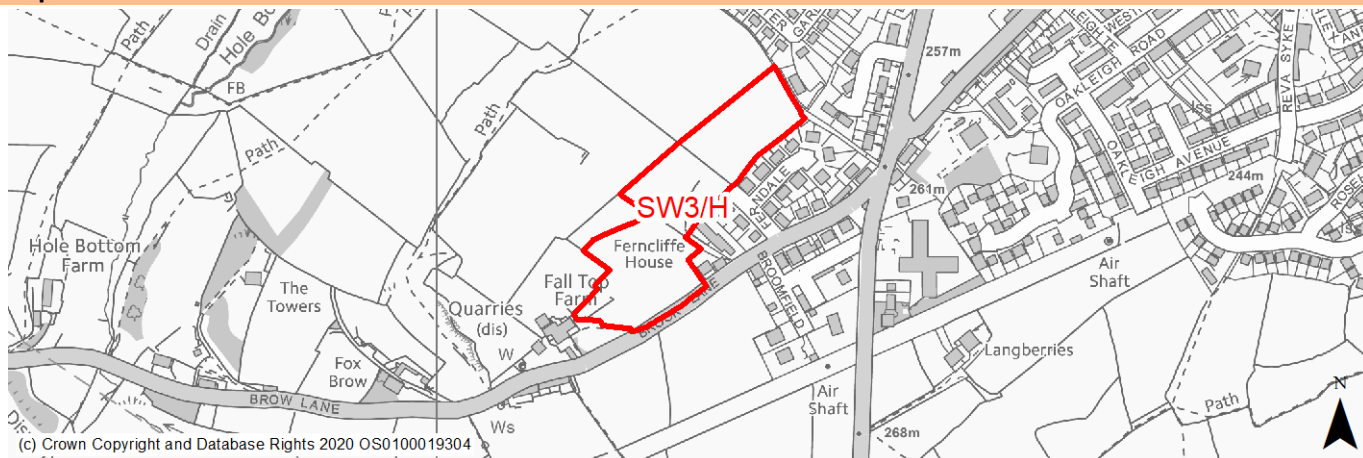 Path
Drain
Hole Bo
FB
Path
Path
Hole Bottom
Farm
The
Towers
Fox
Brow
BROW LANE
Quarries
(dis)
W
Ws
Fall Top
Farm
Ferncliffe
House
SW3/H
BROOMFIELD
257m
261m
OAKLEIGH ROAD
OAKLEIGH AVENUE
REVA SYKE
244m
Iss
Air
Shaft
Langberries
Air
Shaft
268m
Path
N
(c) Crown Copyright and Database Rights 2020 OS0100019304